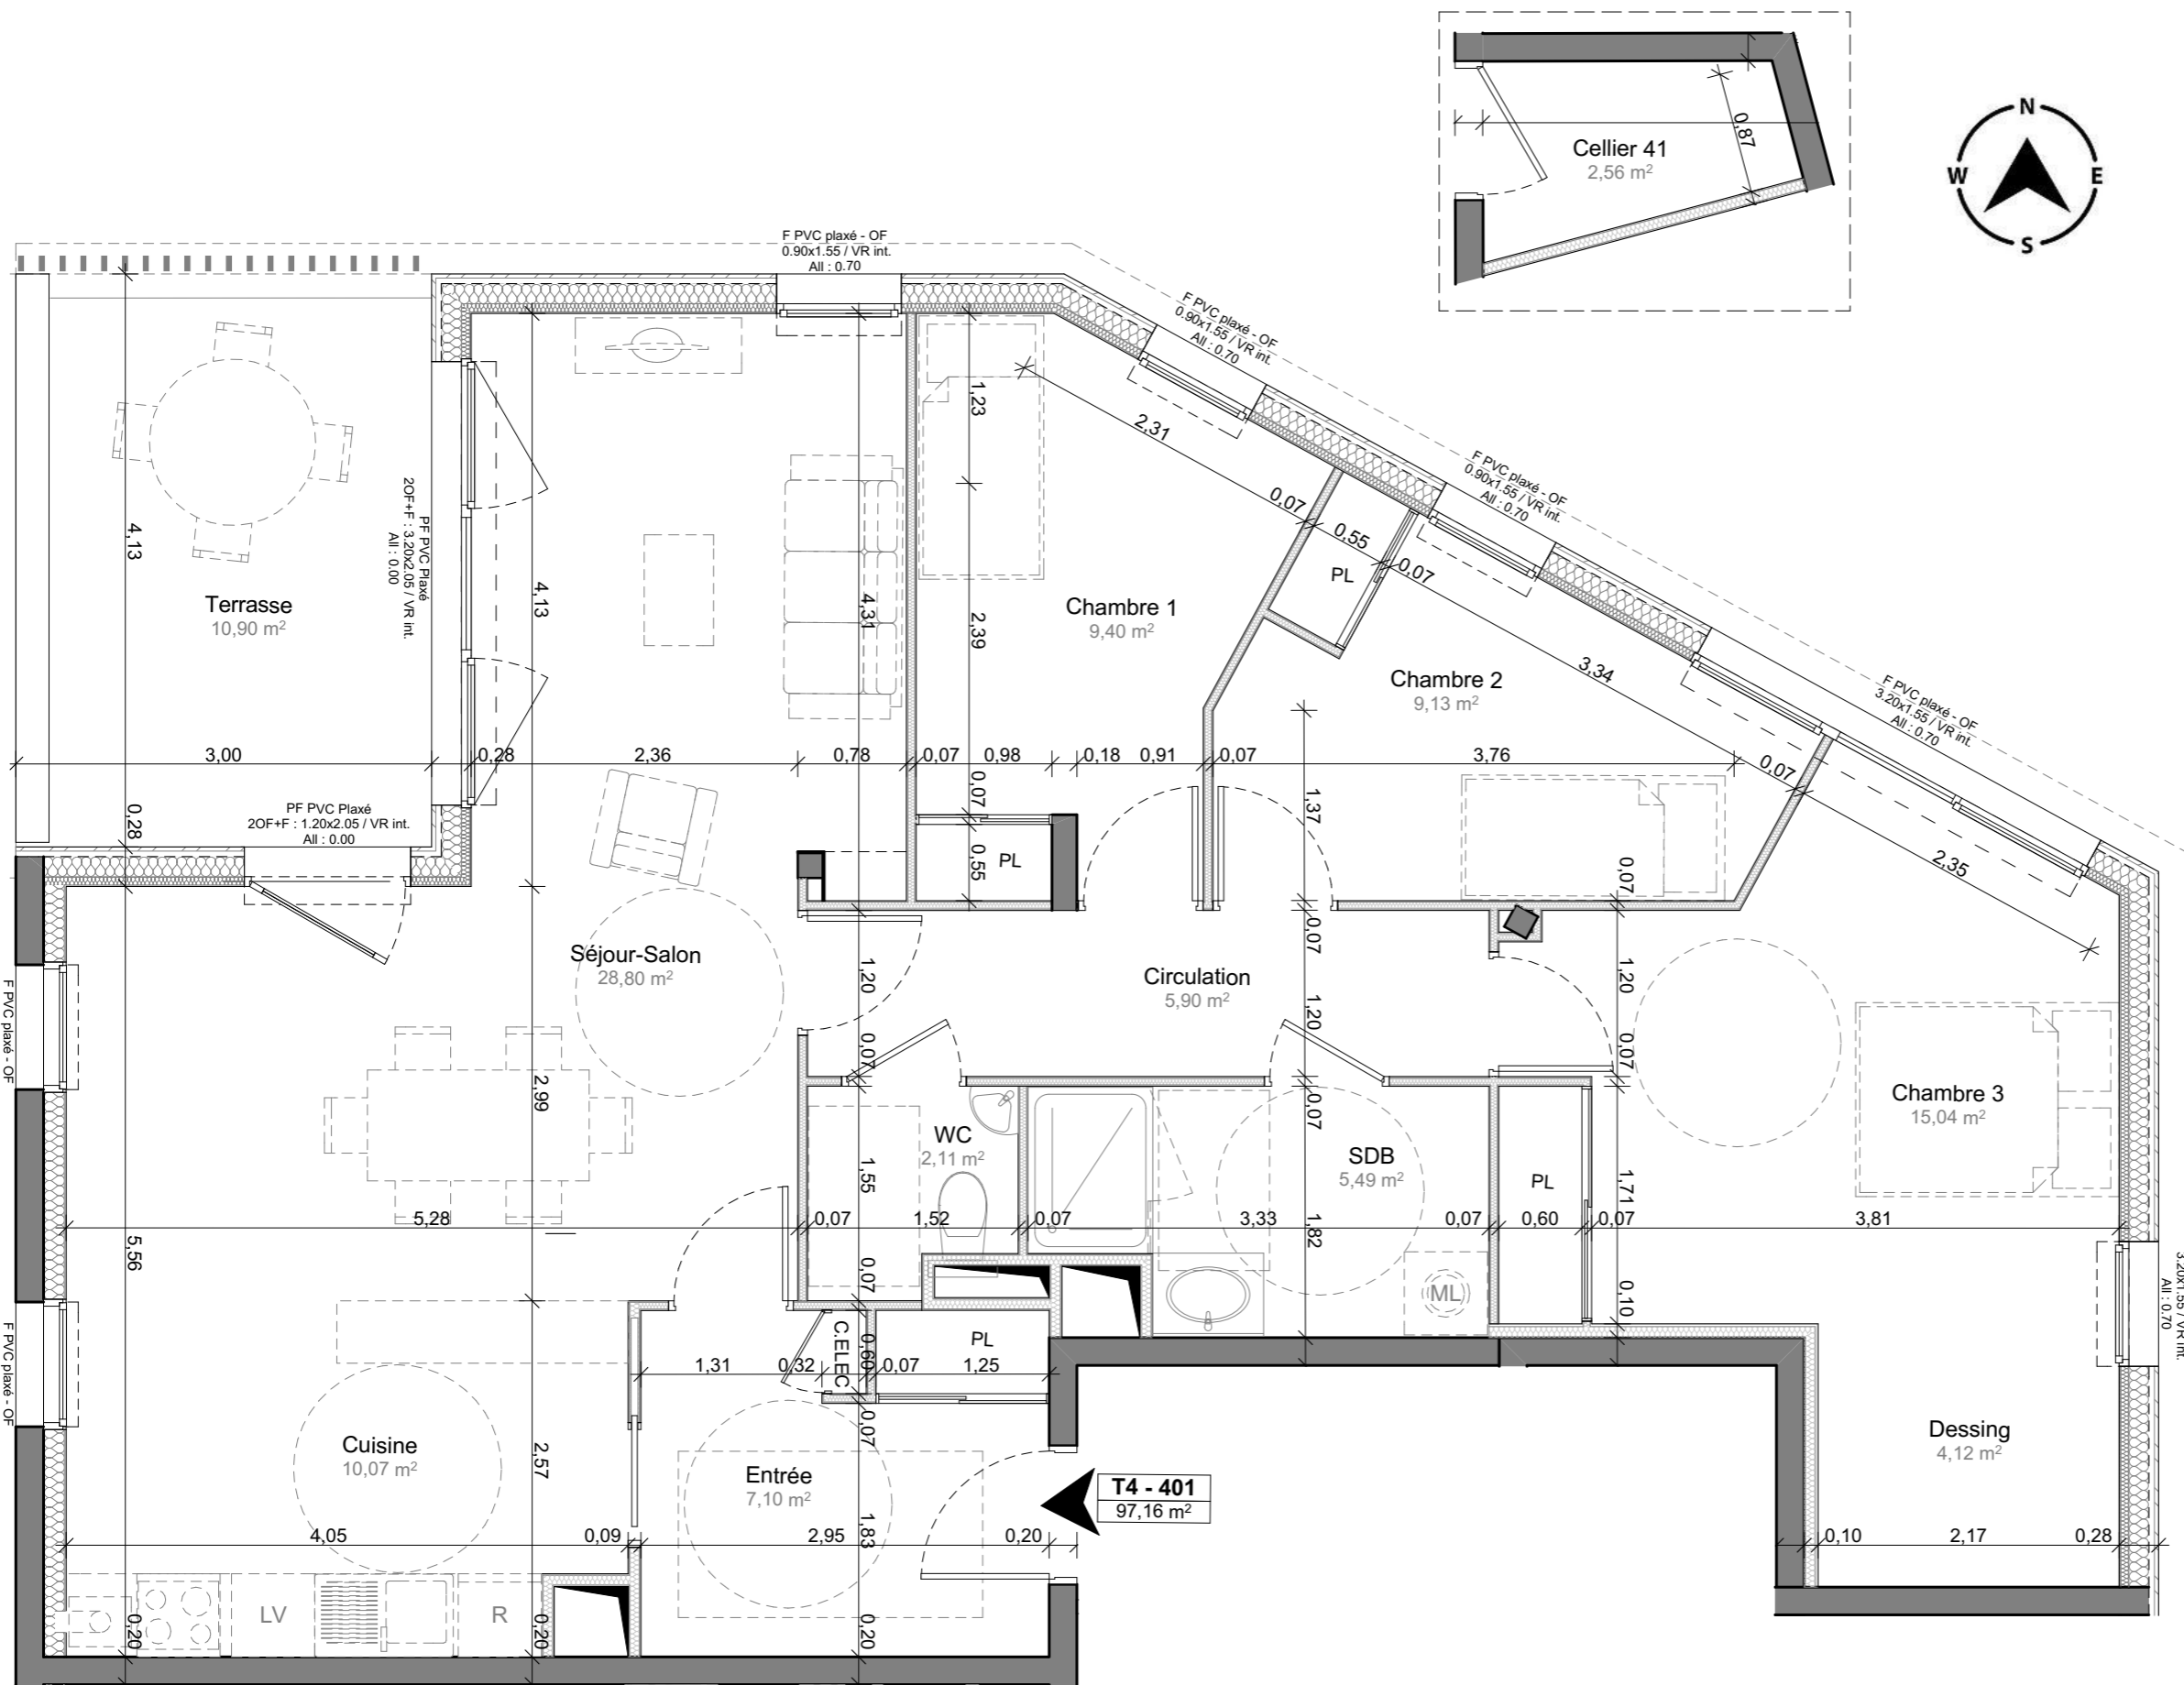 Cellier 41
2,56 m²
0,87
N
W
E
S
F PVC plaxé - OF
0.90x1.55 / VR int.
All : 0.70
F PVC plaxé - OF
0.90x1.55 / VR int.
All : 0.70
F PVC plaxé - OF
0.90x1.55 / VR int.
All : 0.70
F PVC plaxé - OF
3.20x1.55 / VR int.
All : 0.70
Terrasse
10,90 m²
4,13
PF PVC Plaxé
2OF+F : 3.20x2.05 / VR int.
All : 0.00
4,13
4,31
1,23
2,39
2,31
0,07
0,55
0,07
PL
Chambre 1
9,40 m²
Chambre 2
9,13 m²
3,34
0,07
2,35
3,00
0,28
2,36
0,78
0,07
0,98
0,18
0,91
0,07
3,76
PF PVC Plaxé
2OF+F : 1.20x2.05 / VR int.
All : 0.00
0,28
0,07
0,55
PL
1,37
0,07
Séjour-Salon
28,80 m²
Circulation
5,90 m²
1,20
0,07
0,07
1,20
0,07
1,20
0,07
F PVC plaxé - OF
2,99
Chambre 3
15,04 m²
WC
2,11 m²
SDB
5,49 m²
PL
1,55
1,82
1,71
5,28
0,07
1,52
0,07
3,33
0,07
0,60
0,07
3,81
5,56
0,07
0,10
ML
3.20x1.55 / VR int.
All : 0.70
F PVC plaxé - OF
C.ELEC
0,60
PL
1,31
0,32
0,07
1,25
0,07
Cuisine
10,07 m²
2,57
Entrée
7,10 m²
1,83
T4 - 401
97,16 m²
Dessing
4,12 m²
4,05
0,09
2,95
0,20
0,10
2,17
0,28
LV
R
0,20
0,20
0,20